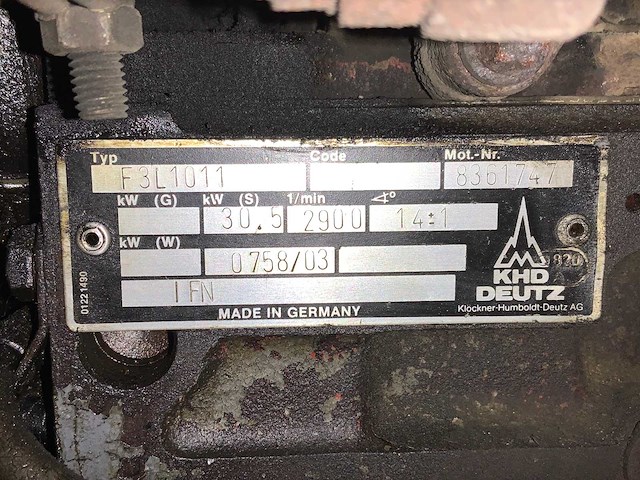 Typ Code Mot.-Nr.
F3L1011 8361747
kW (G) kW (S) 1/min ∢°
30.5 2900 14±1
kW (W)
0758/03
IFN
MADE IN GERMANY
01221490
KHD
DEUTZ
Klöckner-Humboldt-Deutz AG